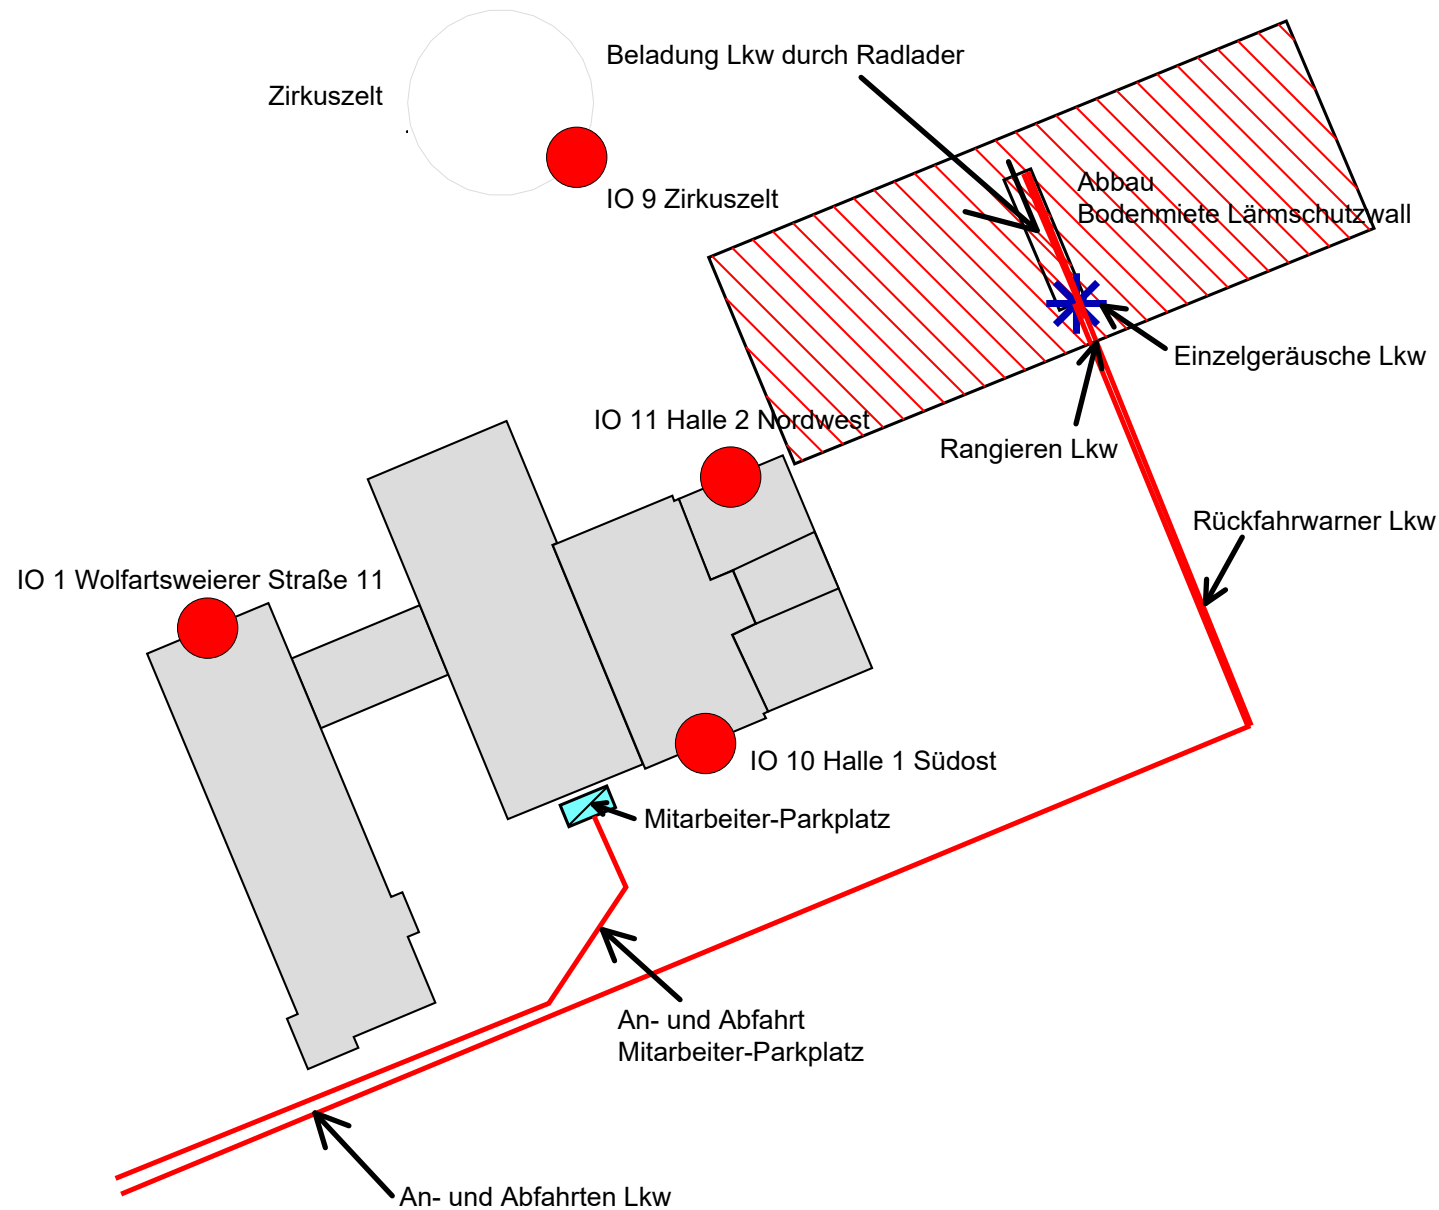 Beladung Lkw durch Radlader
Zirkuszelt
IO 9 Zirkuszelt
Abbau
Bodenmiete Lärmschutzwall
Einzelgeräusche Lkw
IO 11 Halle 2 Nordwest
Rangieren Lkw
Rückfahrwarner Lkw
IO 1 Wolfartsweierer Straße 11
IO 10 Halle 1 Südost
Mitarbeiter-Parkplatz
An- und Abfahrt
Mitarbeiter-Parkplatz
An- und Abfahrten Lkw